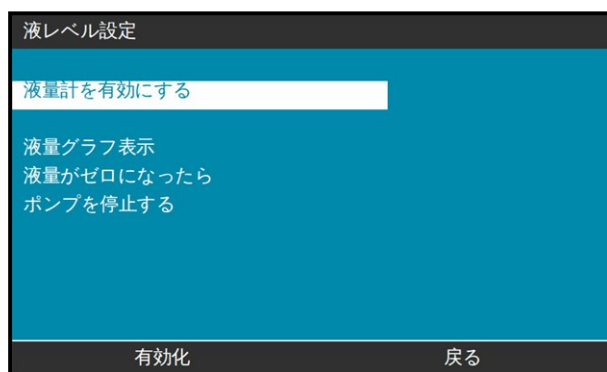 液レベル設定
液量計を有効にする
液量グラフ表示
液量がゼロになったら
ポンプを停止する
有効化
戻る